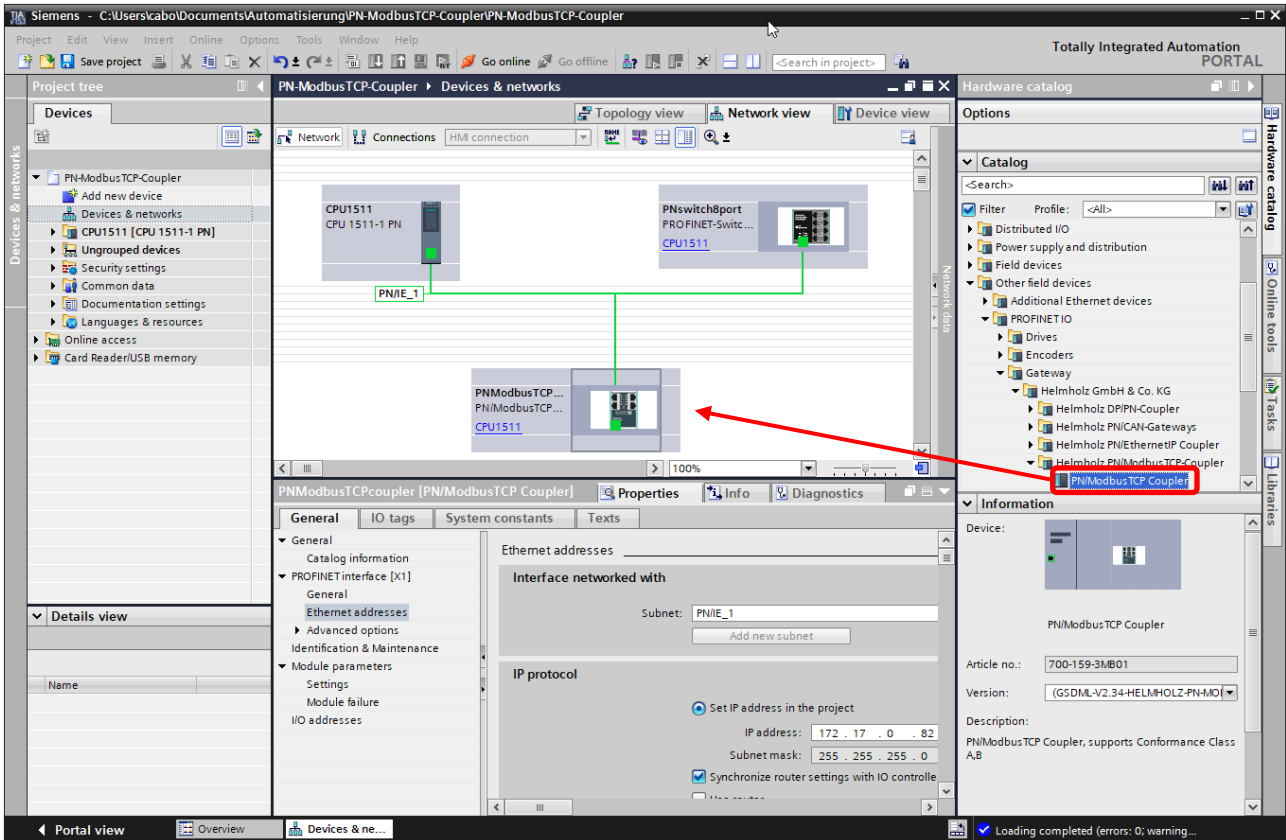 Siemens - C:\Users\cabo\Documents\Automatisierung\PN-ModbusTCP-Coupler\PN-ModbusTCP-Coupler
Project Edit View Insert Online Options Tools Window Help
Totally Integrated Automation
PORTAL
Save project
Go online
Go offline
<Search in project>
Project tree
Devices
Devices & networks
PN-ModbusTCP-Coupler
Add new device
Devices & networks
CPU1511 [CPU 1511-1 PN]
Ungrouped devices
Security settings
Common data
Documentation settings
Languages & resources
Online access
Card Reader/USB memory
Details view
Name
PN-ModbusTCP-Coupler Devices & networks
Topology view
Network view
Device view
Network
Connections
HMI connection
CPU1511
CPU 1511-1 PN
PNswitch8port
PROFINET-Switc...
CPU1511
PN/IE_1
PNModbusTCP...
PN/ModbusTCP...
CPU1511
Network data
100%
PNModbusTCPcoupler [PN/ModbusTCP Coupler]
Properties
Info
Diagnostics
General
IO tags
System constants
Texts
General
Catalog information
PROFINET interface [X1]
General
Ethernet addresses
Advanced options
Identification & Maintenance
Module parameters
Settings
Module failure
I/O addresses
Ethernet addresses
Interface networked with
Subnet: PN/IE_1
Add new subnet
IP protocol
Set IP address in the project
IP address: 172 . 17 . 0 . 82
Subnet mask: 255 . 255 . 255 . 0
Synchronize router settings with IO controlle
Hardware catalog
Options
Catalog
<Search>
Filter Profile: <All>
Distributed I/O
Power supply and distribution
Field devices
Other field devices
Additional Ethernet devices
PROFINET IO
Drives
Encoders
Gateway
Helmholz GmbH & Co. KG
Helmholz DP/PN-Coupler
Helmholz PN/CAN-Gateways
Helmholz PN/EthernetIP Coupler
Helmholz PN/ModbusTCP-Coupler
PN/ModbusTCP Coupler
Information
Device:
PN/ModbusTCP Coupler
Article no.: 700-159-3MB01
Version: (GSDML-V2.34-HELMHOLZ-PN-MO
Description:
PN/ModbusTCP Coupler, supports Conformance Class
A,B
Hardware catalog
Online tools
Tasks
Libraries
Portal view
Overview
Devices & ne...
Loading completed (errors: 0; warning...